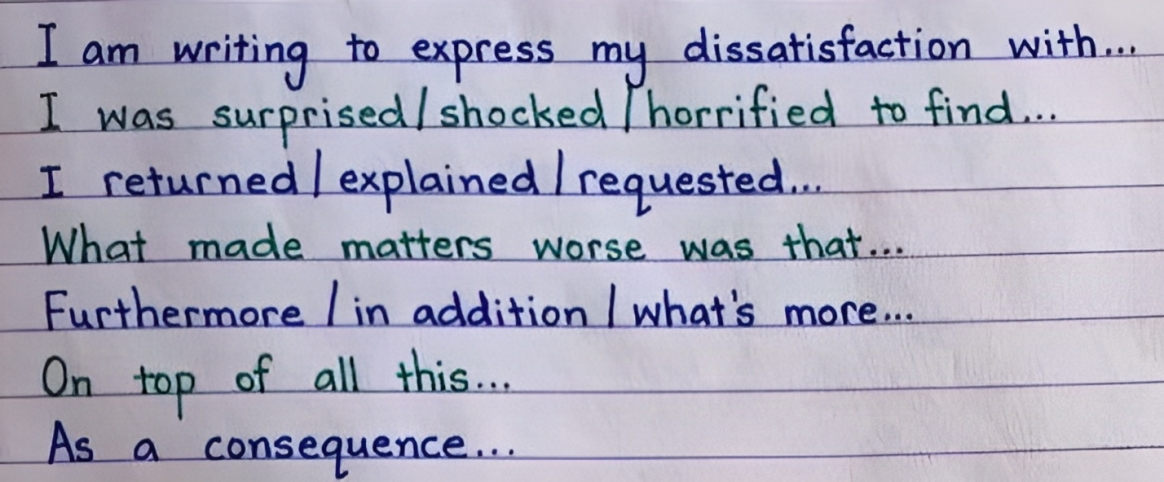 I am writing to express my dissatisfaction with...
I was surprised/shocked/horrified to find...
I returned/explained/requested...
What made matters worse was that...
Furthermore/in addition/what's more...
On top of all this...
As a consequence...